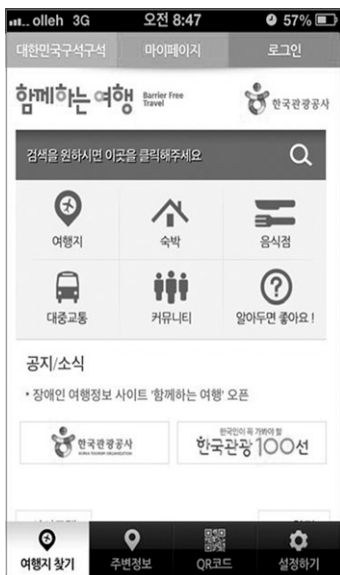 olleh 3G 오전 8:47 57%
대한민국구석구석 마이페이지 로그인
함께하는 여행 Barrier Free Travel 한국관광공사
검색을 원하시면 이곳을 클릭해주세요
여행지 숙박 음식점
대중교통 커뮤니티 알아두면 좋아요!
공지/소식
• 장애인 여행정보 사이트 '함께하는 여행' 오픈
한국관광공사 KOREA TOURISM ORGANIZATION
한국인이 꼭 가봐야 할
한국관광100선
여행지 찾기 주변정보 QR코드 설정하기